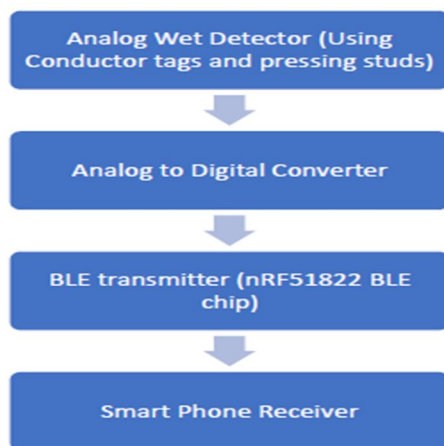 Analog Wet Detector (Using
Conductor tags and pressing studs)
Analog to Digital Converter
BLE transmitter (nRF51822 BLE
chip)
Smart Phone Receiver